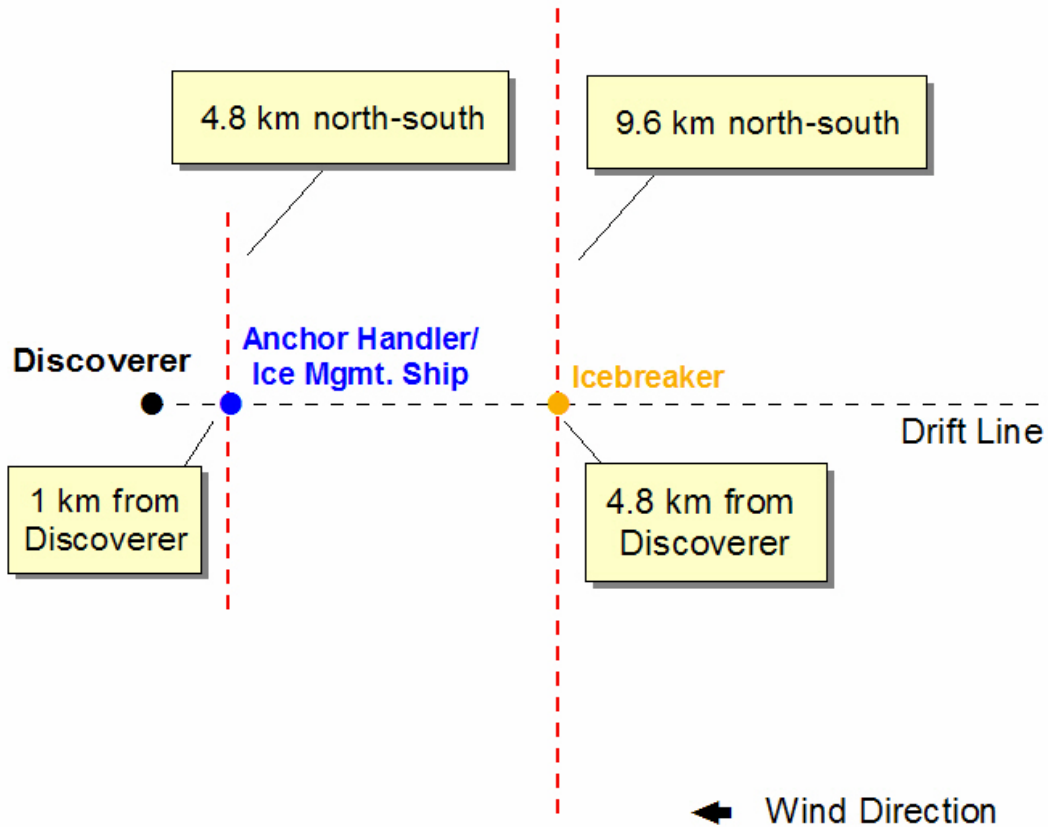 4.8 km north-south
9.6 km north-south
Anchor Handler/
Ice Mgmt. Ship
Discoverer
Icebreaker
Drift Line
1 km from
Discoverer
4.8 km from
Discoverer
Wind Direction